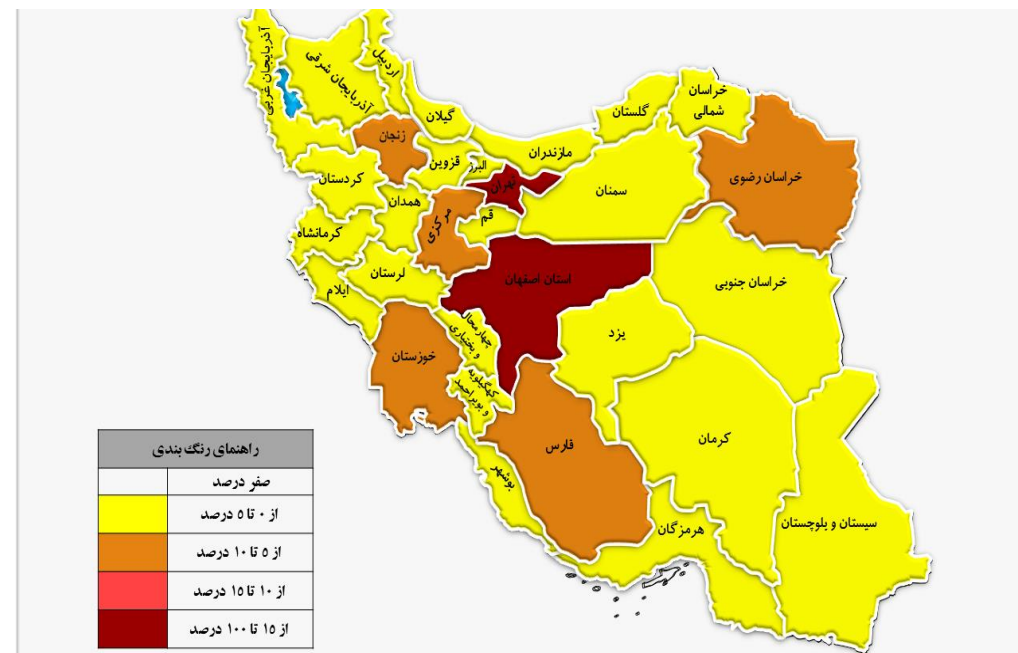 آذربایجان غربی
آذربایجان شرقی
اردبیل
گیلان
زنجان
کردستان
قزوین
البرز
مازندران
گلستان
خراسان
شمالی
خراسان رضوی
سمنان
تهران
همدان
مرکزی
قم
کرمانشاه
لرستان
ایلام
استان اصفهان
خراسان جنوبی
چهارمحال
و بختیاری
یزد
خوزستان
کهگیلویه
و بویراحمد
فارس
کرمان
بوشهر
هرمزگان
سیستان و بلوچستان
راهنمای رنگ بندی
صفر درصد
از ۰ تا ۵ درصد
از ۵ تا ۱۰ درصد
از ۱۰ تا ۱۵ درصد
از ۱۵ تا ۱۰۰ درصد